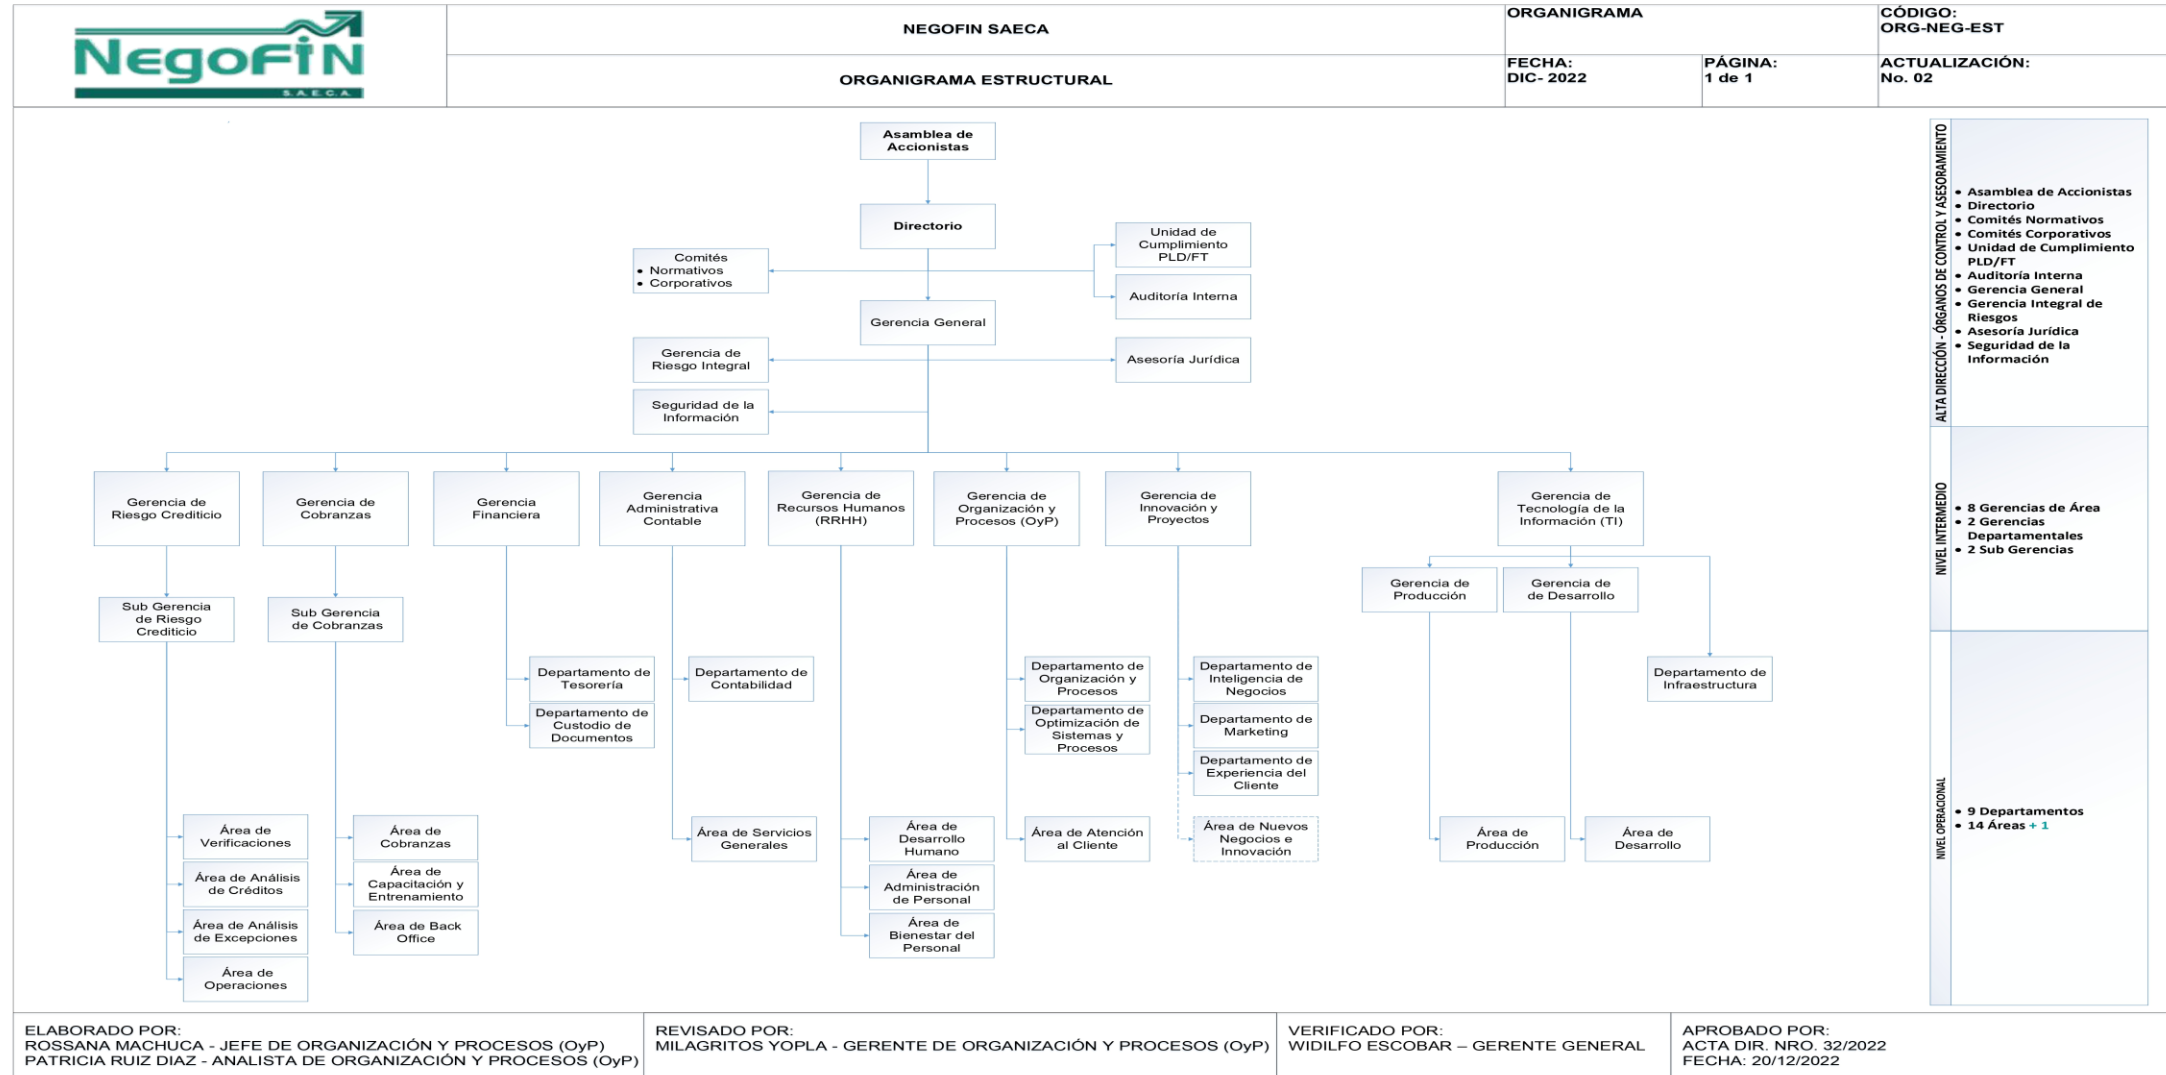 NEGOFIN
S.A.E.C.A.
NEGOFIN SAECA
ORGANIGRAMA ESTRUCTURAL
ORGANIGRAMA
CÓDIGO:
ORG-NEG-EST
FECHA:
DIC- 2022
PÁGINA:
1 de 1
ACTUALIZACIÓN:
No. 02
Asamblea de
Accionistas
Directorio
Comités
• Normativos
• Corporativos
Unidad de
Cumplimiento
PLD/FT
Auditoría Interna
Gerencia General
Gerencia de
Riesgo Integral
Asesoría Jurídica
Seguridad de la
Información
Gerencia de
Riesgo Crediticio
Gerencia de
Cobranzas
Gerencia
Financiera
Gerencia
Administrativa
Contable
Gerencia de
Recursos Humanos
(RRHH)
Gerencia de
Organización y
Procesos (OyP)
Gerencia de
Innovación y
Proyectos
Gerencia de
Tecnología de la
Información (TI)
Gerencia de
Producción
Gerencia de
de Desarrollo
Sub Gerencia
de Riesgo
Crediticio
Sub Gerencia
de Cobranzas
Departamento de
Tesorería
Departamento de
Custodio de
Documentos
Departamento de
Contabilidad
Departamento de
Organización y
Procesos
Departamento de
Optimización de
Sistemas y
Procesos
Departamento de
Inteligencia de
Negocios
Departamento de
Marketing
Departamento de
Experiencia del
Cliente
Departamento de
Infraestructura
Área de
Verificaciones
Área de Análisis
de Créditos
Área de Análisis
de Excepciones
Área de
Operaciones
Área de
Cobranzas
Área de
Capacitación y
Entrenamiento
Área de Back
Office
Área de Servicios
Generales
Área de
Desarrollo
Humano
Área de
Administración
de Personal
Área de
Bienestar del
Personal
Área de Atención
al Cliente
Área de Nuevos
Negocios e
Innovación
Área de
Producción
Área de
Desarrollo
ALTA DIRECCIÓN - ÓRGANOS DE CONTROL Y ASESORAMIENTO
• Asamblea de Accionistas
• Directorio
• Comités Normativos
• Comités Corporativos
• Unidad de Cumplimiento
PLD/FT
• Auditoría Interna
• Gerencia General
• Gerencia Integral de
Riesgos
• Asesoría Jurídica
• Seguridad de la
Información
NIVEL INTERMEDIO
• 8 Gerencias de Área
• 2 Gerencias
Departamentales
• 2 Sub Gerencias
NIVEL OPERACIONAL
• 9 Departamentos
• 14 Áreas + 1
ELABORADO POR:
ROSSANA MACHUCA - JEFE DE ORGANIZACIÓN Y PROCESOS (OyP)
PATRICIA RUIZ DIAZ - ANALISTA DE ORGANIZACIÓN Y PROCESOS (OyP)
REVISADO POR:
MILAGRITOS YOPLA - GERENTE DE ORGANIZACIÓN Y PROCESOS (OyP)
VERIFICADO POR:
WIDILFO ESCOBAR – GERENTE GENERAL
APROBADO POR:
ACTA DIR. NRO. 32/2022
FECHA: 20/12/2022